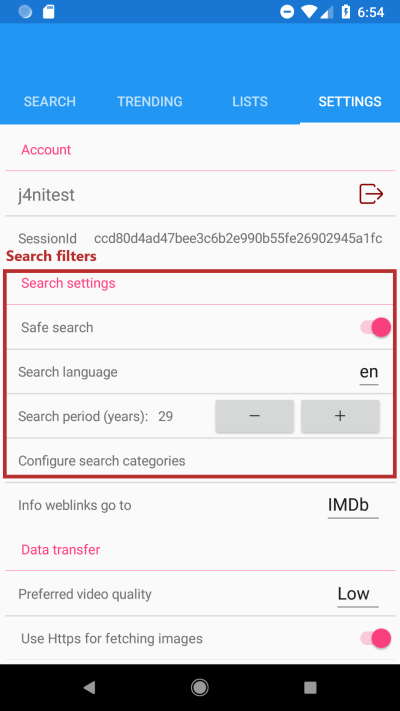 6:54
SEARCH TRENDING LISTS SETTINGS
Account
j4nitest
SessionId ccd80d4ad47bee3c6b2e990b55fe26902945a1fc
Search filters
Search settings
Safe search
Search language en
Search period (years): 29 − +
Configure search categories
Info weblinks go to IMDb
Data transfer
Preferred video quality Low
Use Https for fetching images